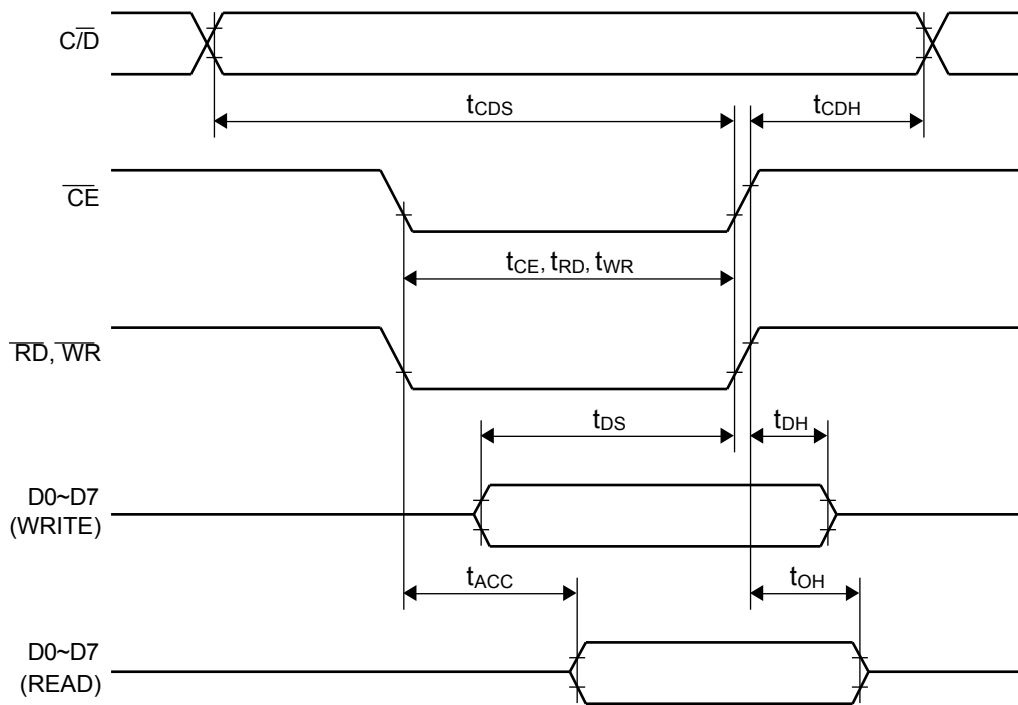 C/D̅
tCDS
tCDH
C̅E̅
tCE, tRD, tWR
R̅D̅, W̅R̅
tDS
tDH
D0~D7
(WRITE)
tACC
tOH
D0~D7
(READ)